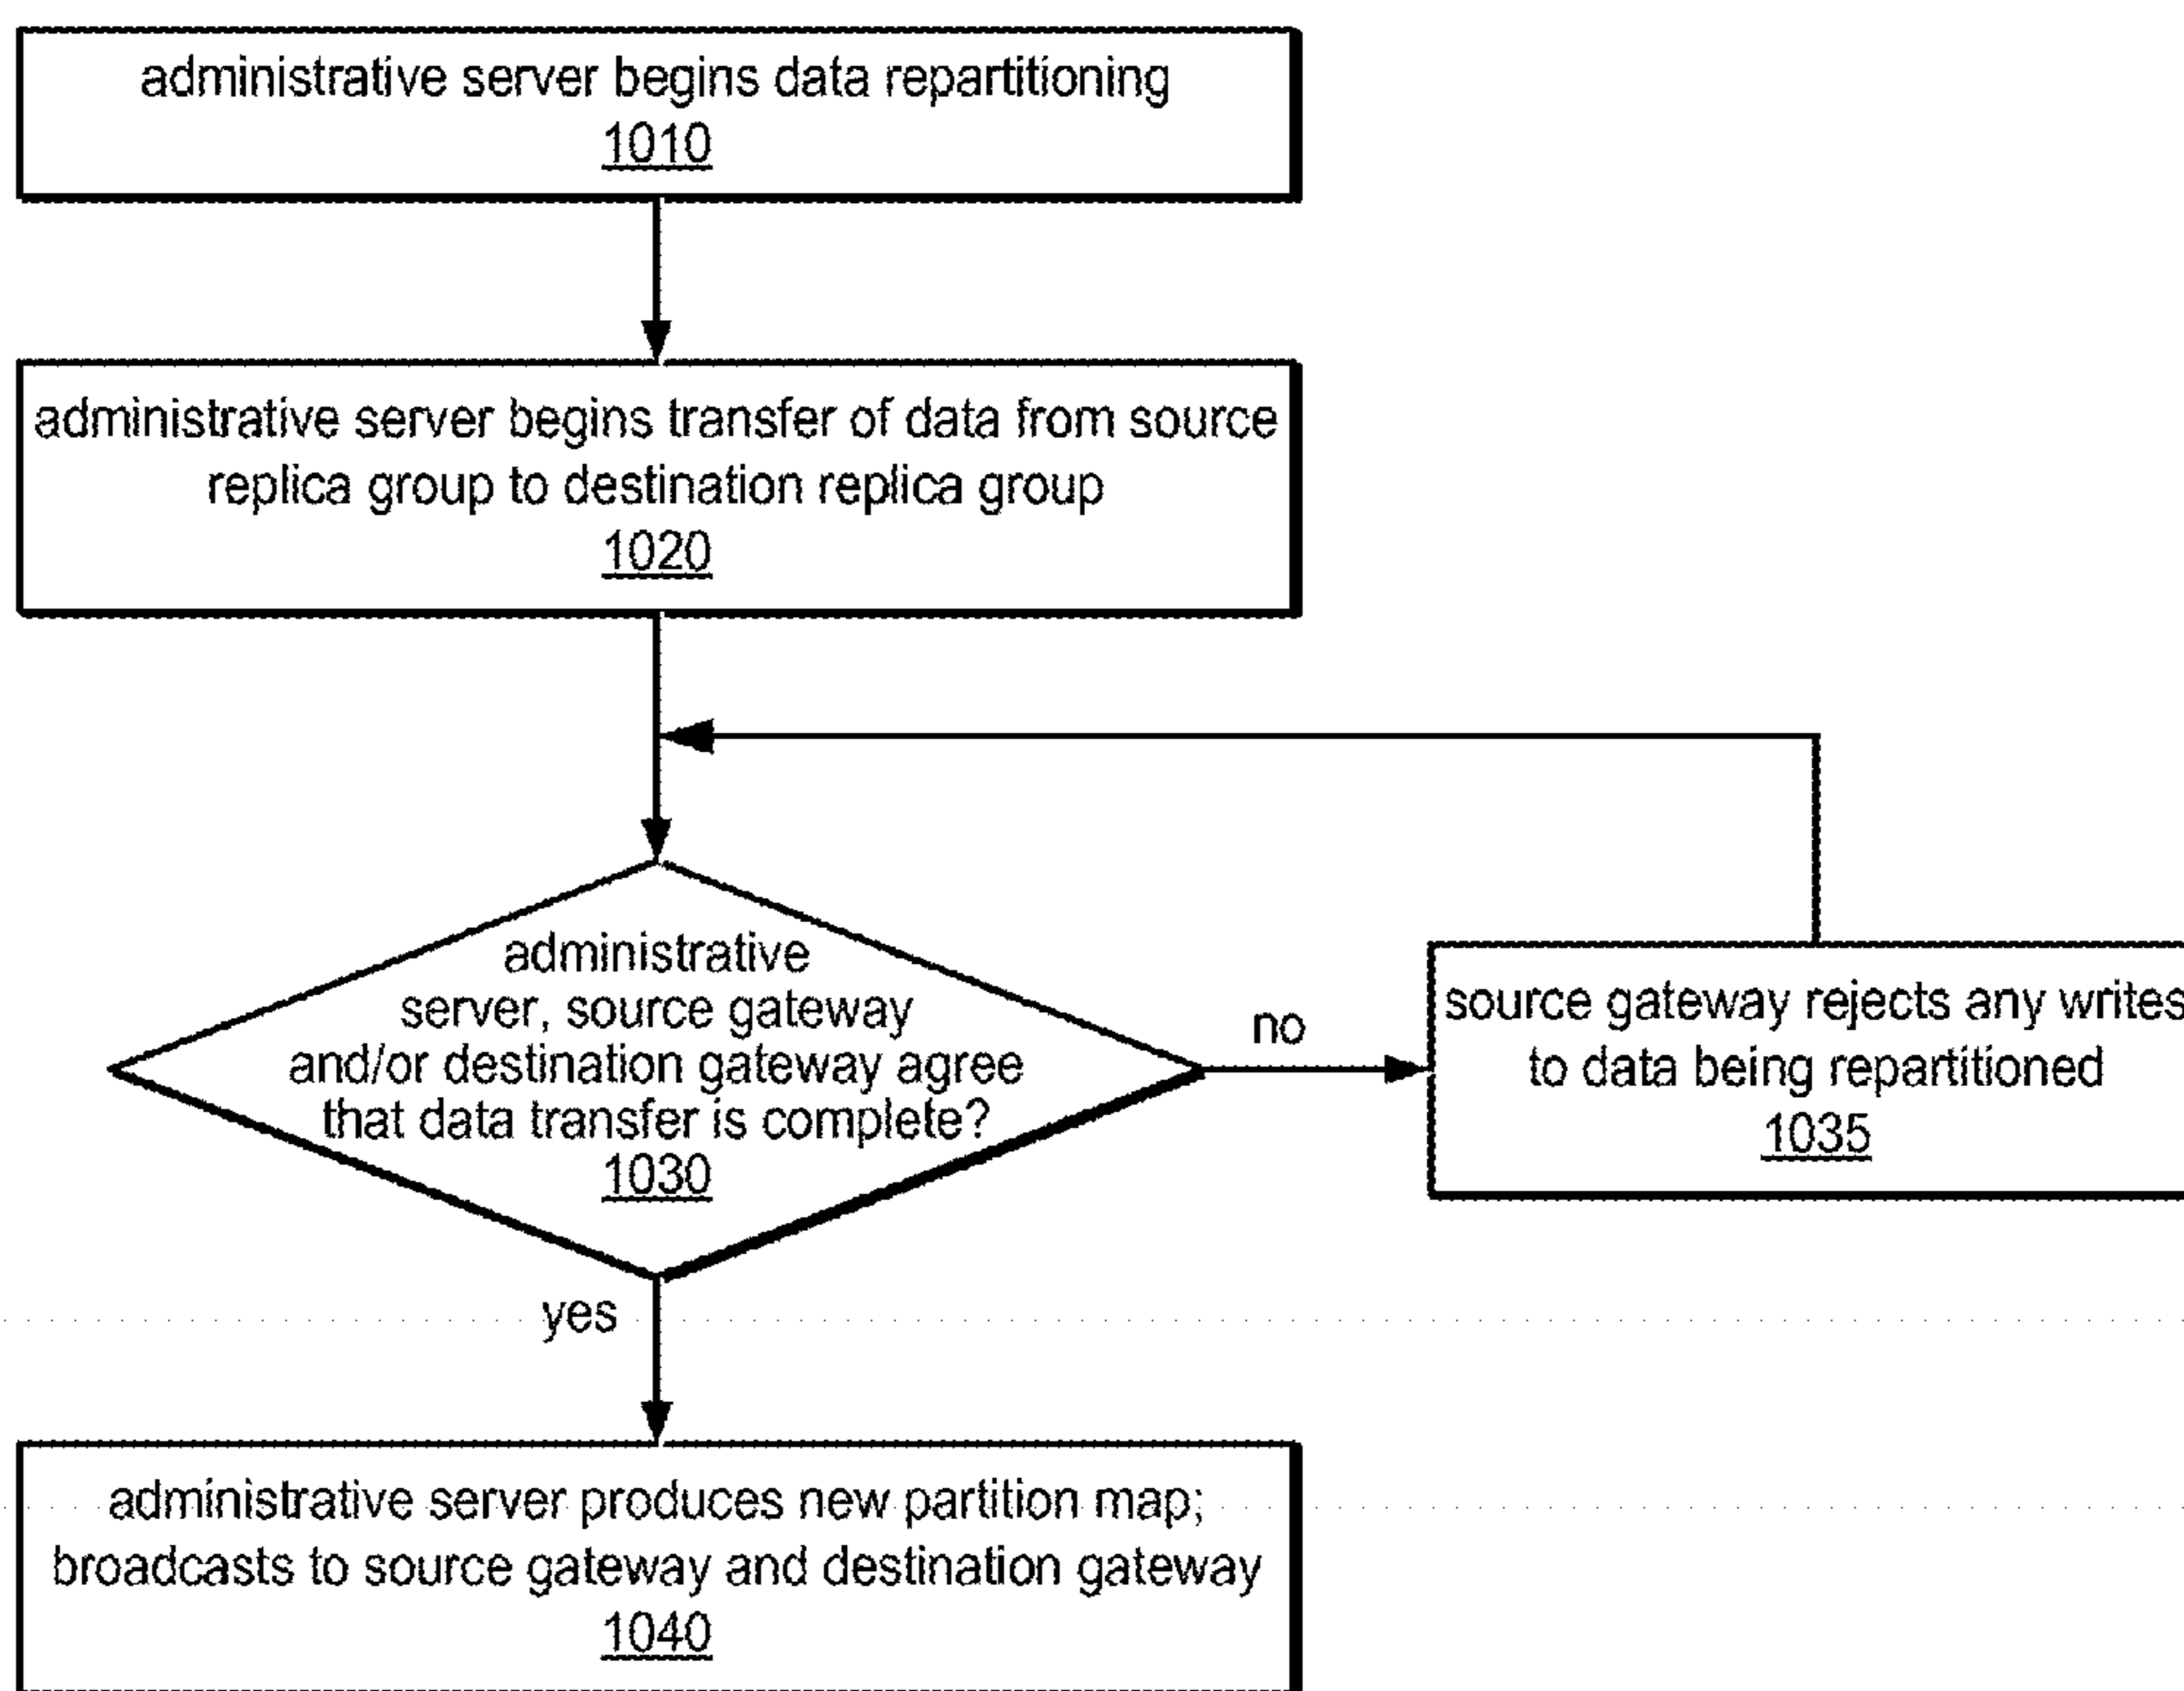 administrative server begins data repartitioning
1010
administrative server begins transfer of data from source
replica group to destination replica group
1020
administrative
server, source gateway
and/or destination gateway agree
that data transfer is complete?
1030
no
source gateway rejects any writes
to data being repartitioned
1035
yes
administrative server produces new partition map;
broadcasts to source gateway and destination gateway
1040